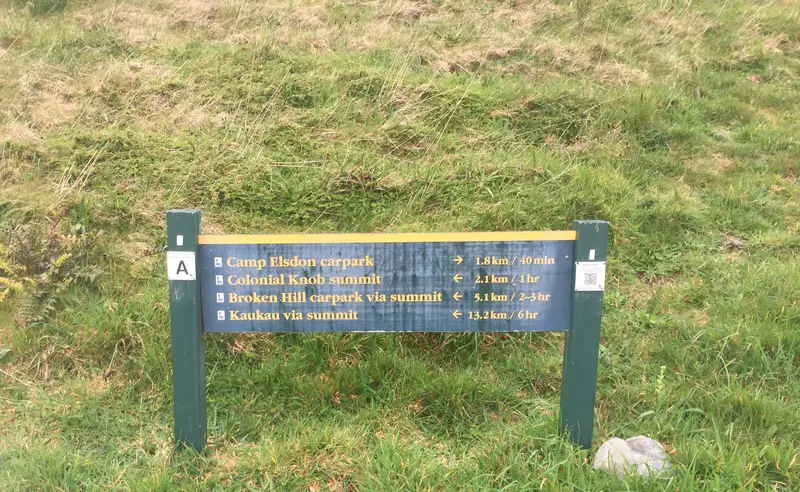 A
Camp Elsdon carpark → 1.8 km / 40 min
Colonial Knob summit ← 2.1 km / 1 hr
Broken Hill carpark via summit ← 5.1 km / 2–3 hr
Kaukau via summit ← 13.2 km / 6 hr